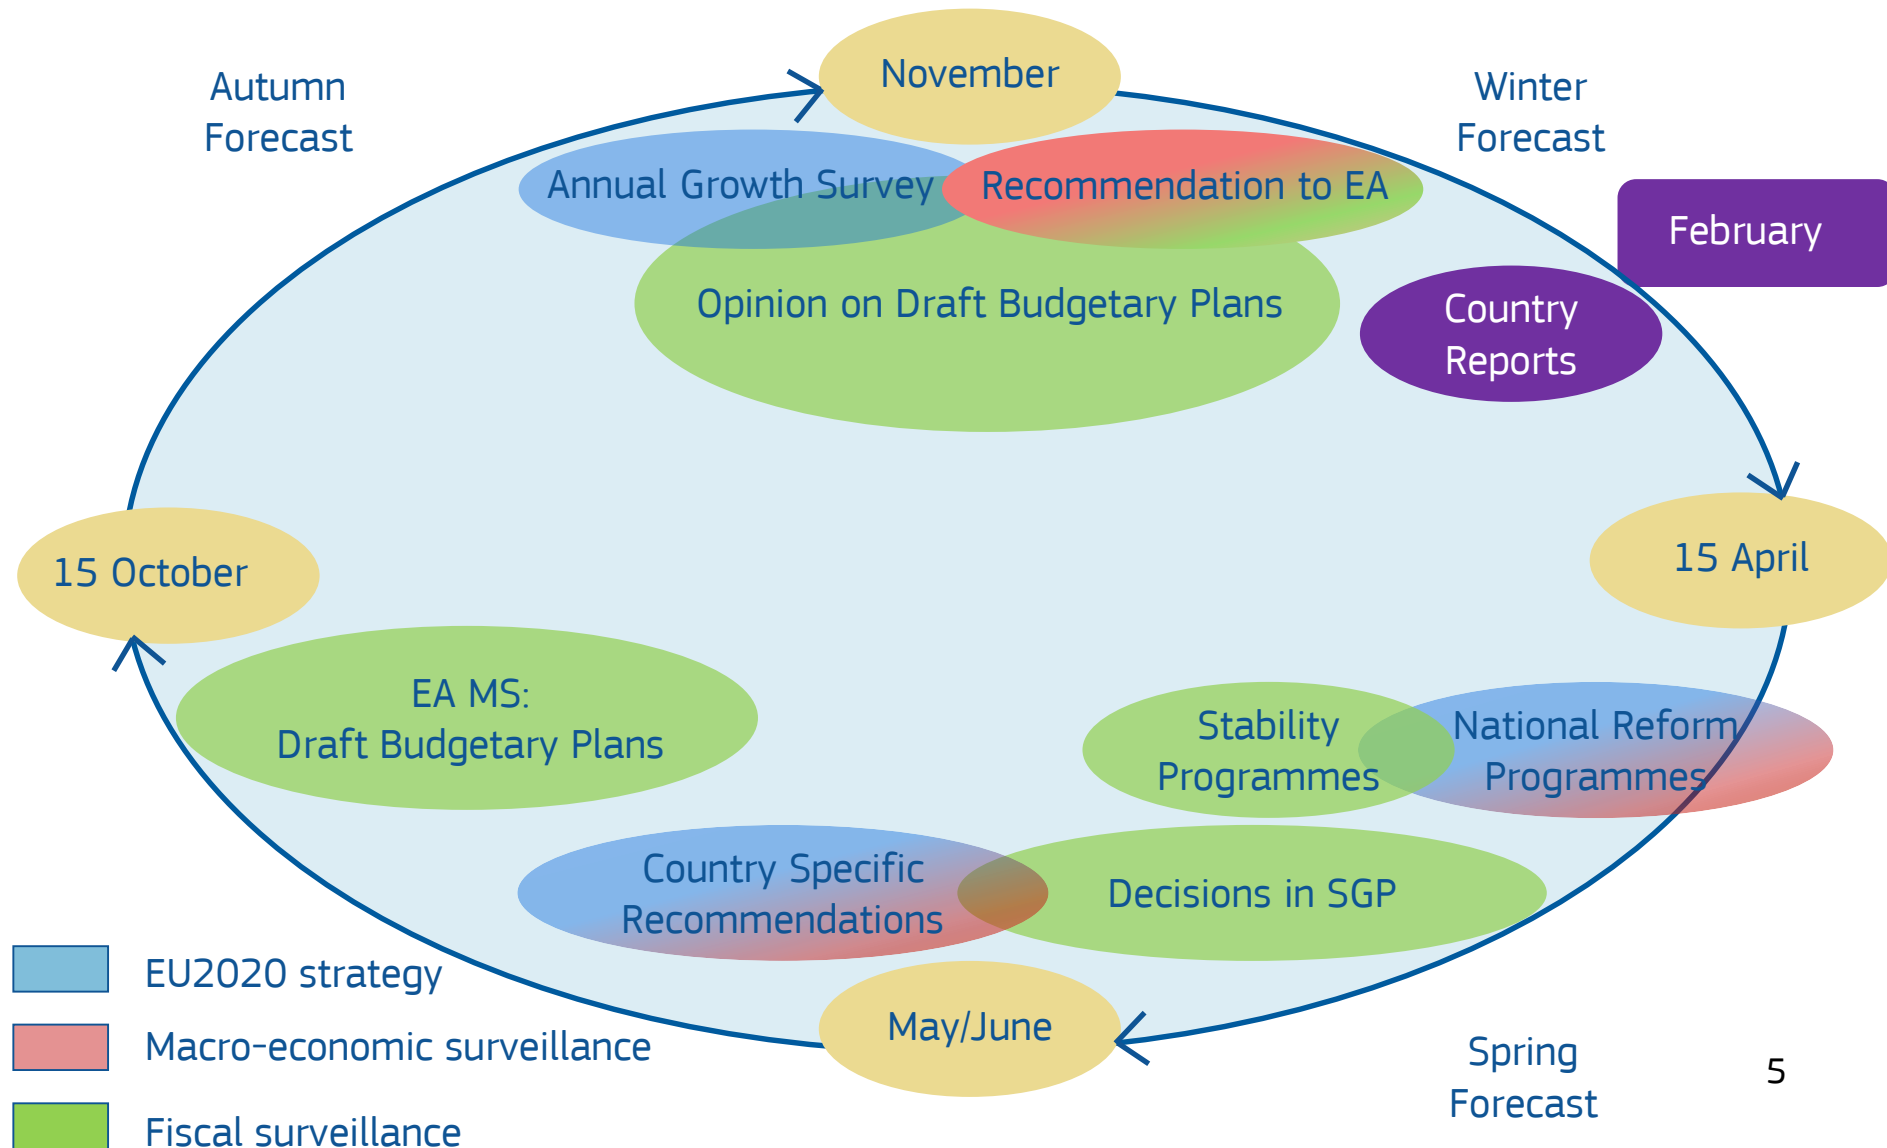 November
Autumn
Forecast
Winter
Forecast
Annual Growth Survey
Recommendation to EA
February
Opinion on Draft Budgetary Plans
Country
Reports
15 October
15 April
EA MS:
Draft Budgetary Plans
Stability
Programmes
National Reform
Programmes
Country Specific
Recommendations
Decisions in SGP
May/June
EU2020 strategy
Macro-economic surveillance
Fiscal surveillance
Spring
Forecast
5